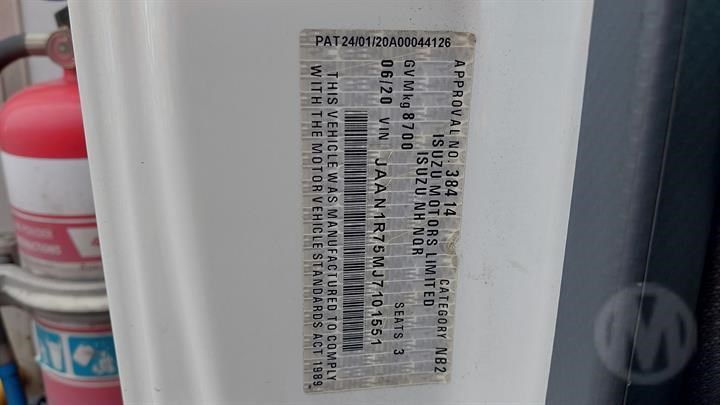 PAT24/01/20A00044126
APPROVAL NO. 38414 CATEGORY NB2
ISUZU MOTORS LIMITED
ISUZU.NH.NQR
GVMkg 8700 SEATS 3
06/20 VIN JAAN1R75MJ7101551
THIS VEHICLE WAS MANUFACTURED TO COMPLY
WITH THE MOTOR VEHICLE STANDARDS ACT 1989.
M